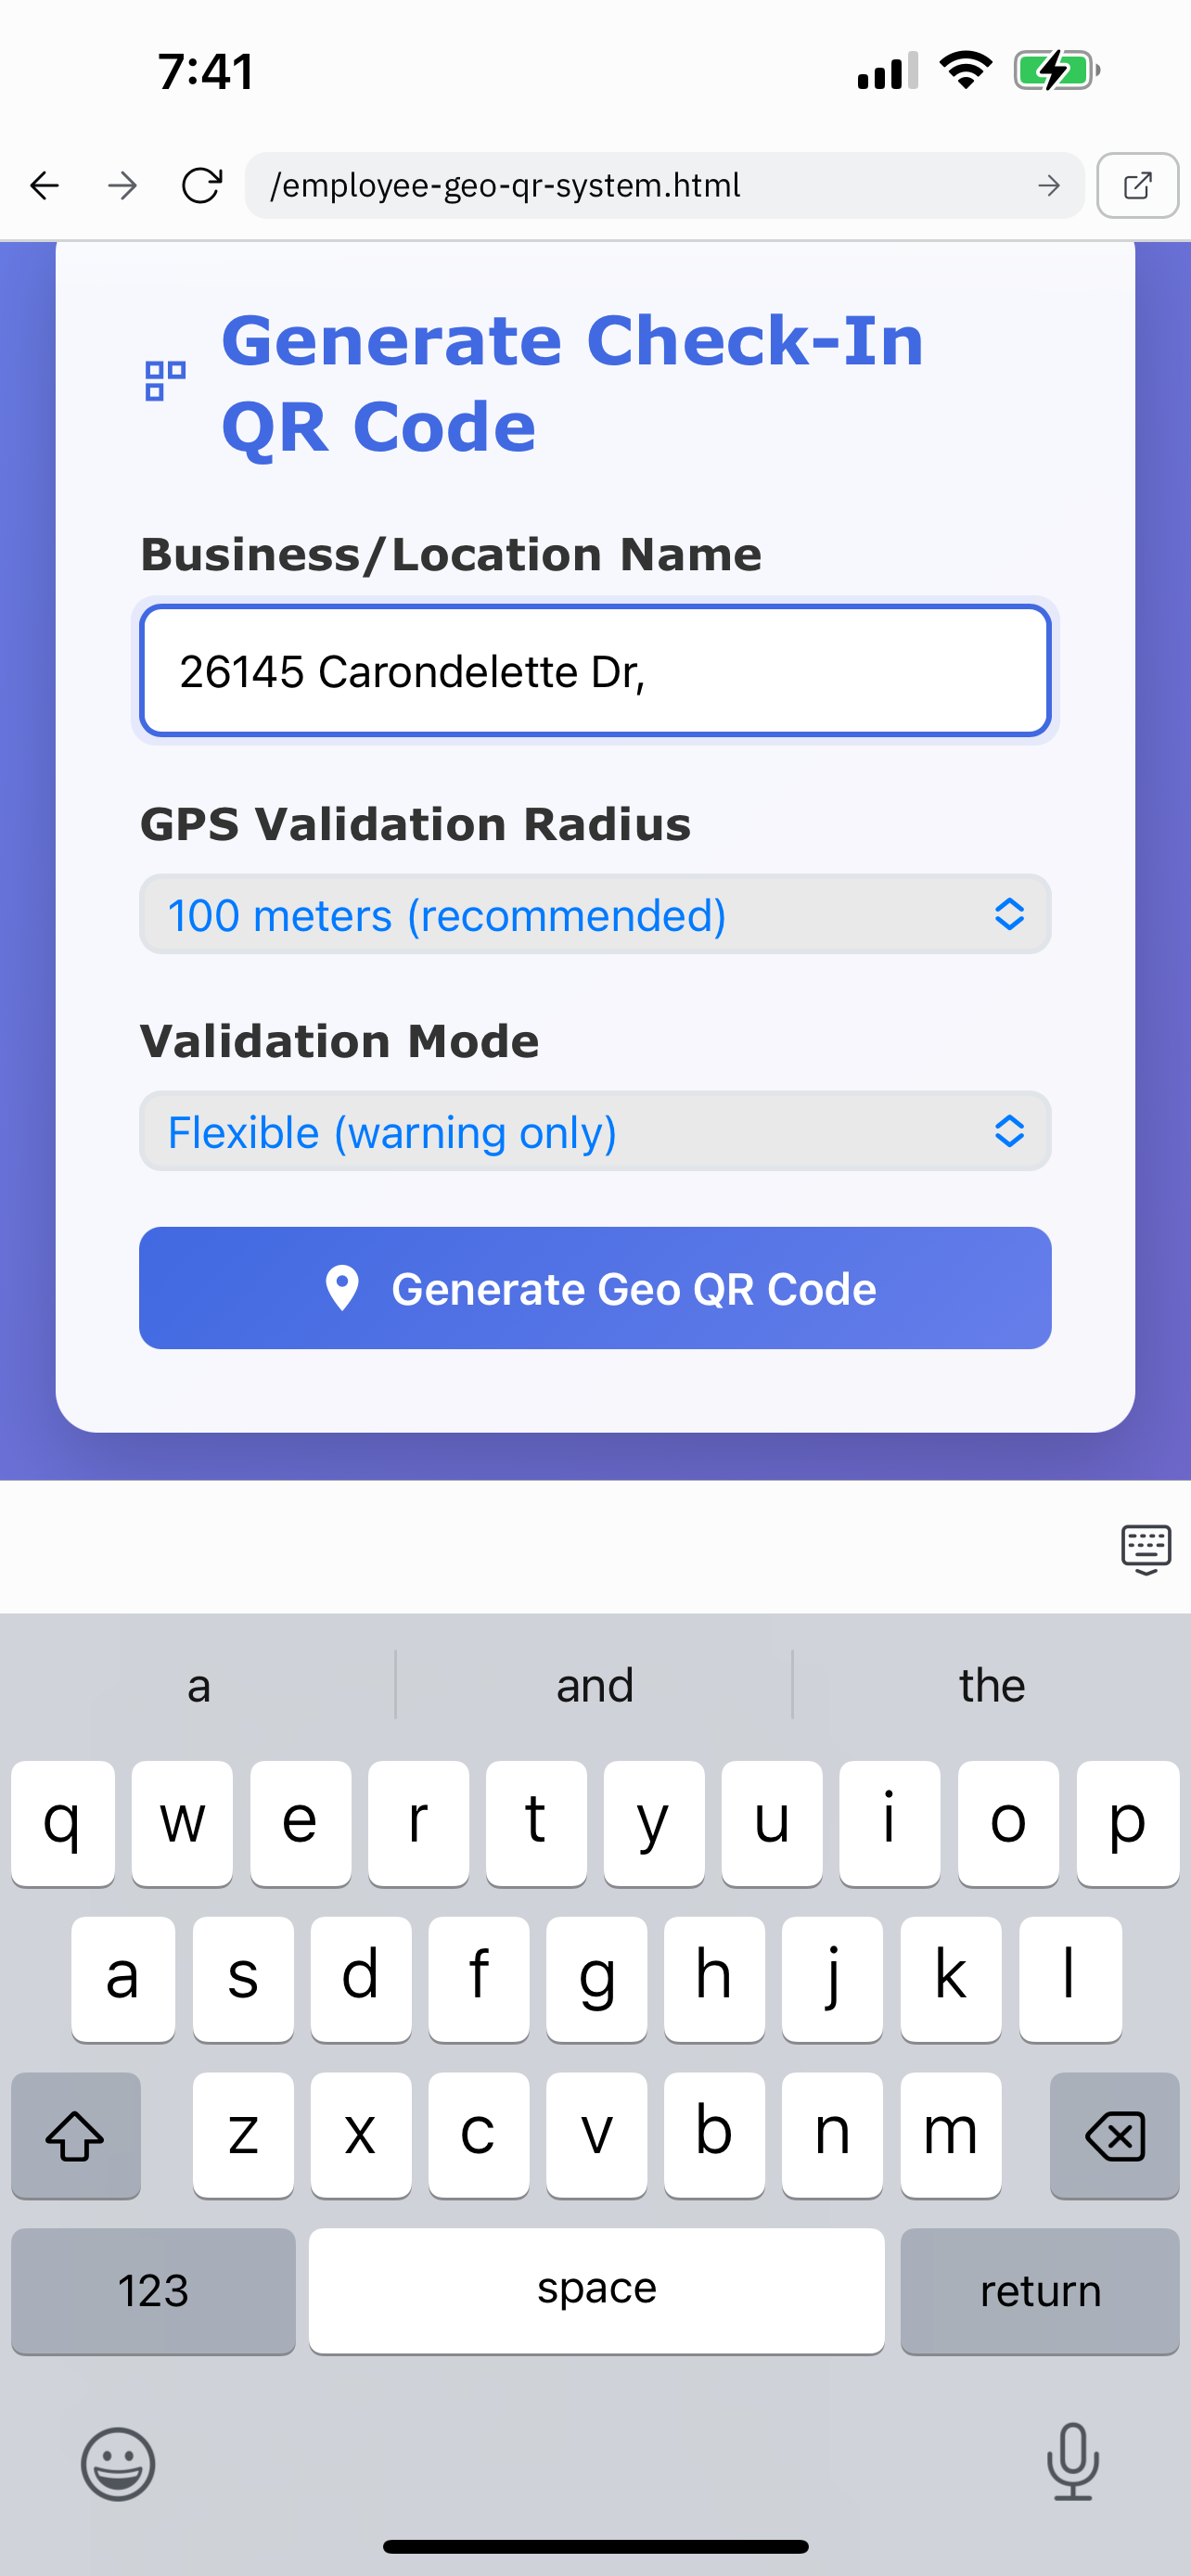 7:41
/employee-geo-qr-system.html
Generate Check-In
QR Code
Business/Location Name
26145 Carondelette Dr,
GPS Validation Radius
100 meters (recommended)
Validation Mode
Flexible (warning only)
Generate Geo QR Code
a and the
q w e r t y u i o p
a s d f g h j k l
z x c v b n m
123 space return